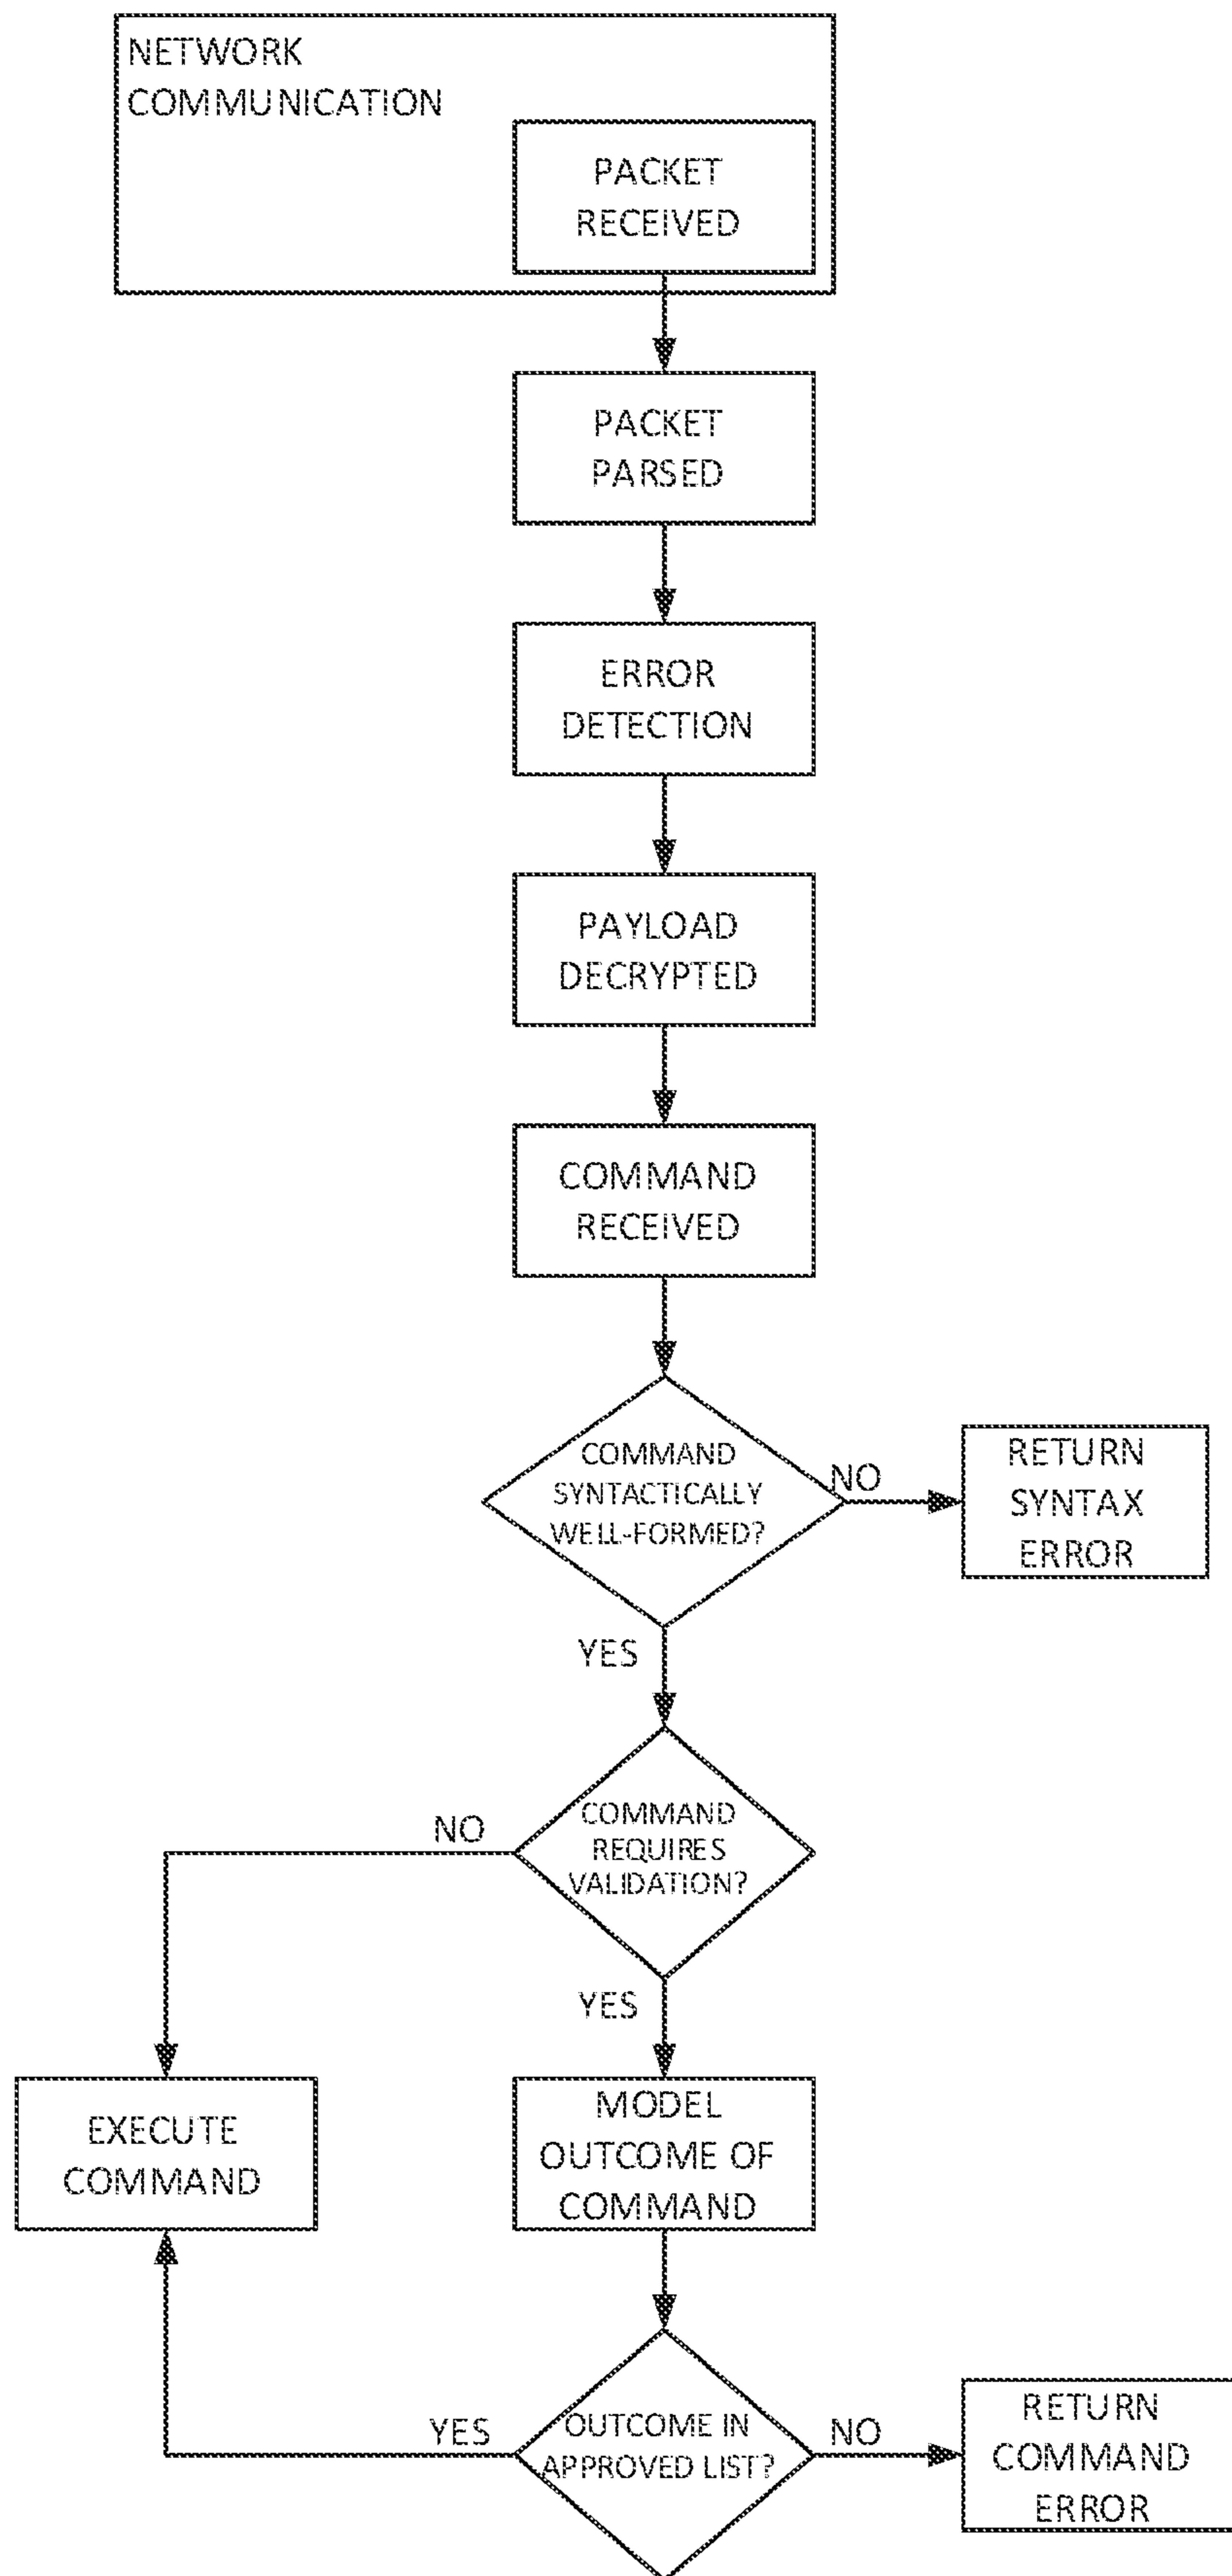 NETWORK
COMMUNICATION
PACKET
RECEIVED
PACKET
PARSED
ERROR
DETECTION
PAYLOAD
DECRYPTED
COMMAND
RECEIVED
COMMAND
SYNTACTICALLY
WELL-FORMED?
NO
RETURN
SYNTAX
ERROR
YES
COMMAND
REQUIRES
VALIDATION?
NO
YES
EXECUTE
COMMAND
MODEL
OUTCOME OF
COMMAND
OUTCOME IN
APPROVED LIST?
YES
NO
RETURN
COMMAND
ERROR